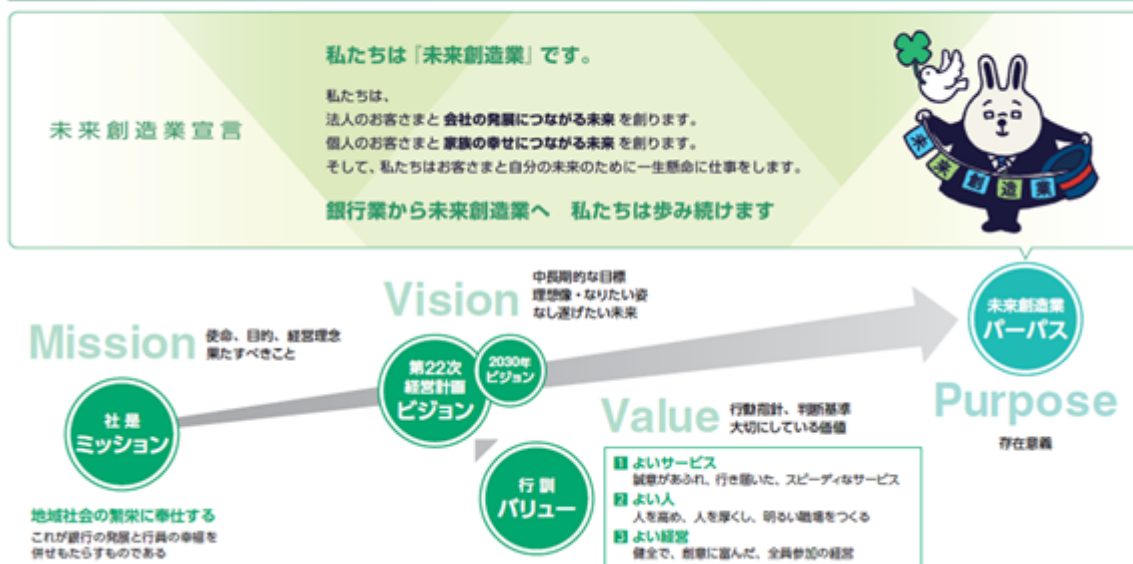 未来創造業宣言
私たちは『未来創造業』です。
私たちは、
法人のお客さまと 会社の発展につながる未来 を創ります。
個人のお客さまと 家族の幸せにつながる未来 を創ります。
そして、私たちはお客さまと自分の未来のために一生懸命に仕事をします。
銀行業から未来創造業へ　私たちは歩み続けます
未来創造業
Mission
使命、目的、経営理念
果たすべきこと
社是
ミッション
地域社会の繁栄に奉仕する
これが銀行の発展と行員の幸福を
併せもたらすものである
Vision
中長期的な目標
理想像・なりたい姿
なし遂げたい未来
第22次
経営計画
ビジョン
2030年
ビジョン
Value
行動指針、判断基準
大切にしている価値
行訓
バリュー
1 よいサービス
誠意があふれ、行き届いた、スピーディなサービス
2 よい人
人を高め、人を厚くし、明るい職場をつくる
3 よい経営
健全で、創意に富んだ、全員参加の経営
未来創造業
パーパス
Purpose
存在意義